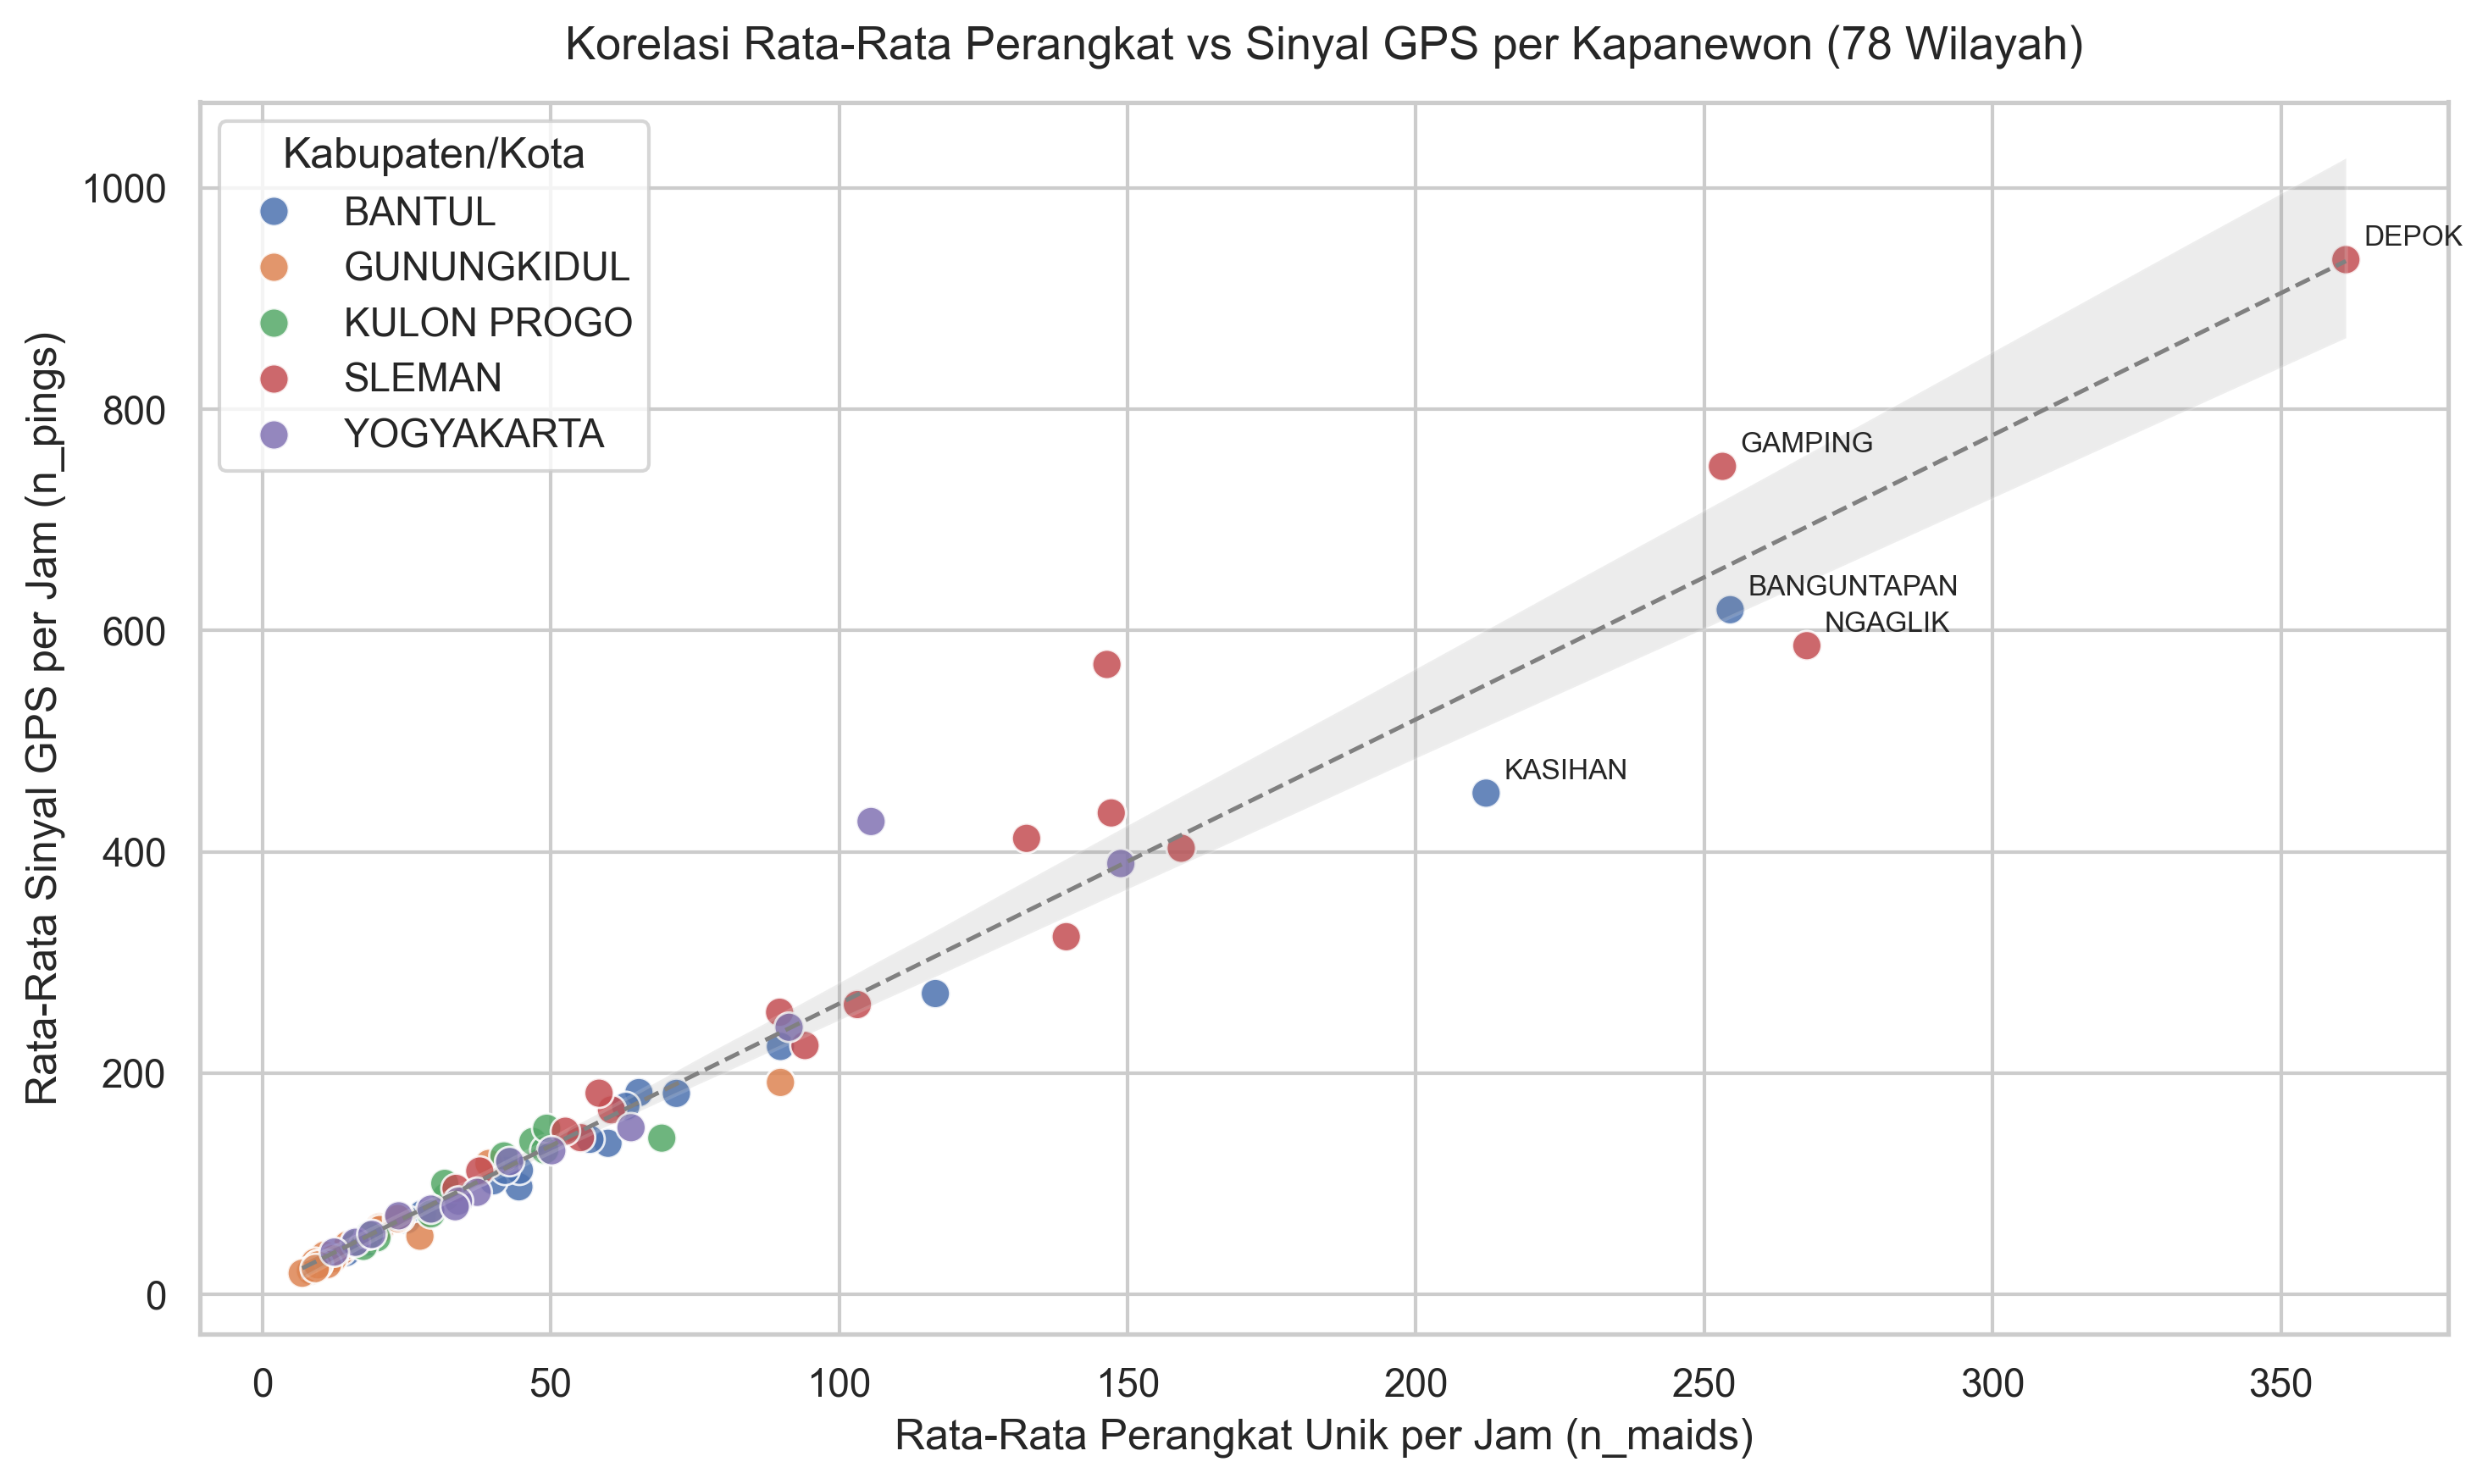 Korelasi Rata-Rata Perangkat vs Sinyal GPS per Kapanewon (78 Wilayah)
Kabupaten/Kota
BANTUL
GUNUNGKIDUL
KULON PROGO
SLEMAN
YOGYAKARTA
Rata-Rata Sinyal GPS per Jam (n_pings)
1000
800
600
400
200
0
DEPOK
GAMPING
BANGUNTAPAN
NGAGLIK
KASIHAN
0 50 100 150 200 250 300 350
Rata-Rata Perangkat Unik per Jam (n_maids)